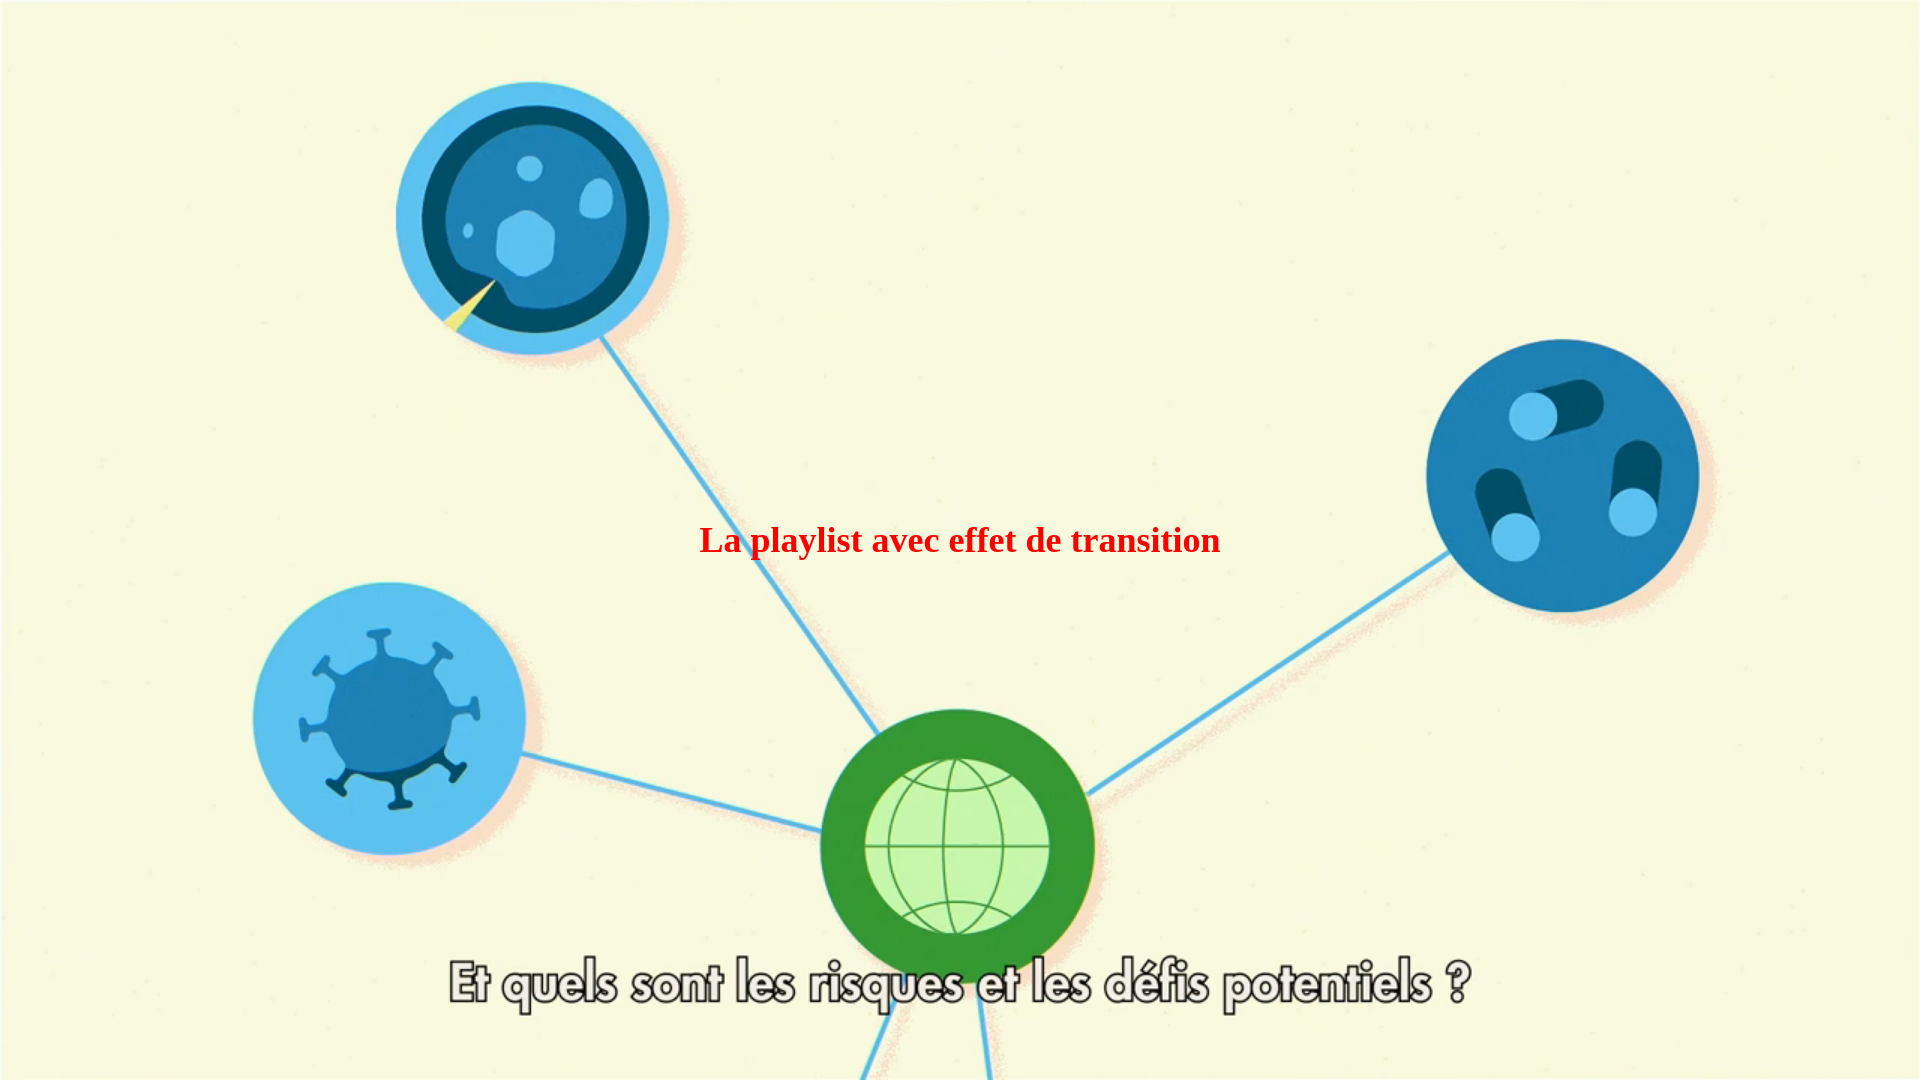 La playlist avec effet de transition
Et quels sont les risques et les défis potentiels ?